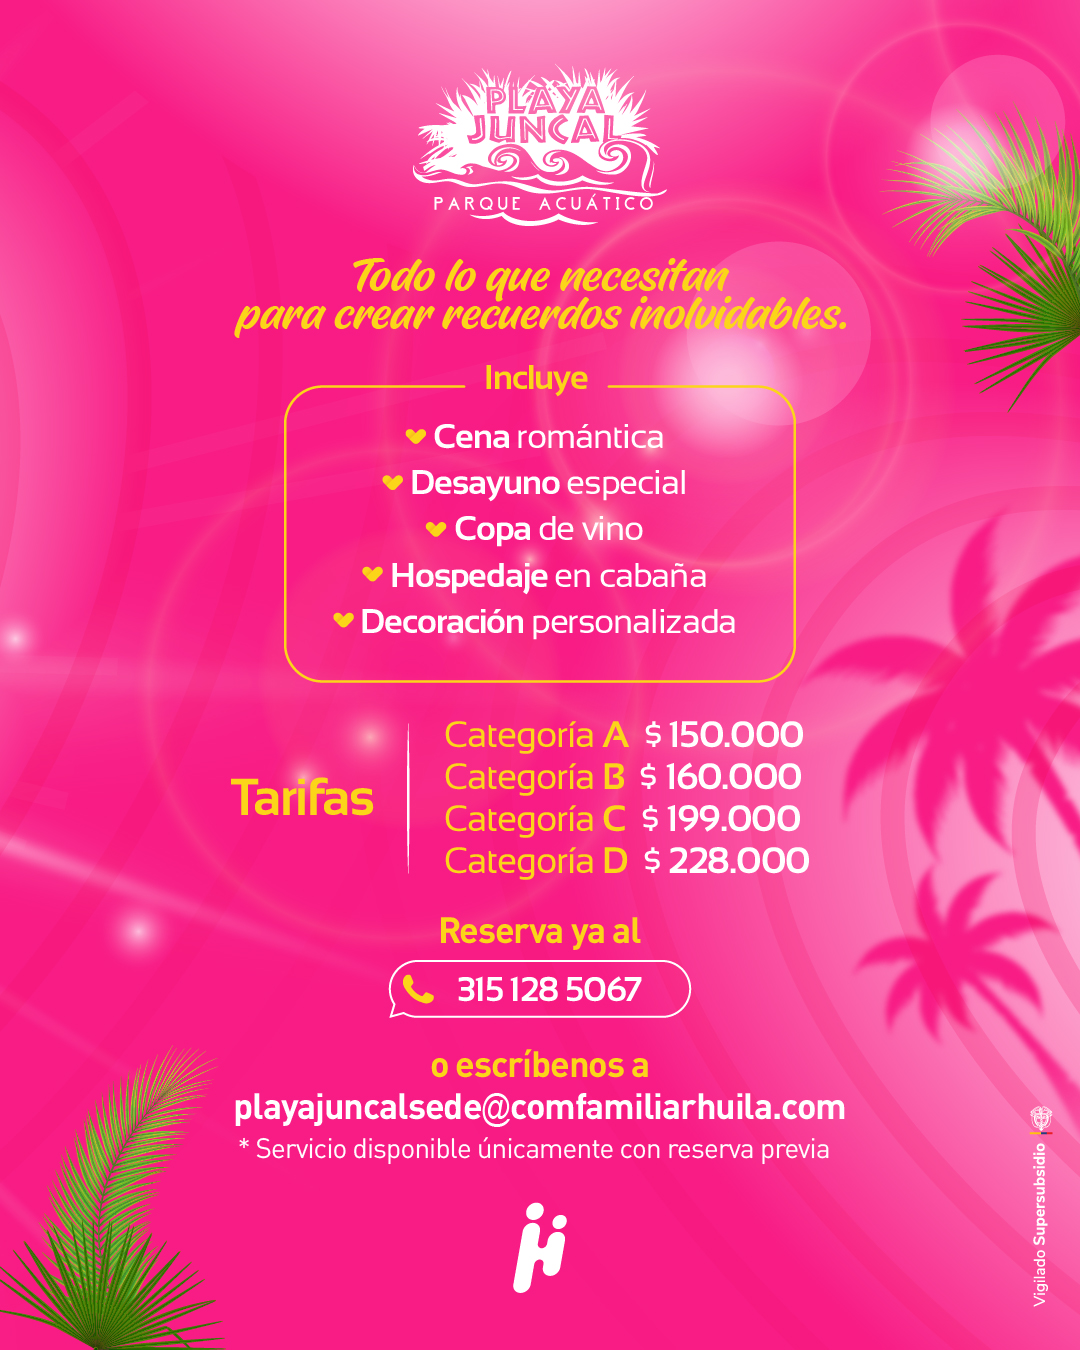 PLAYA
JUNCAL
PARQUE ACUÁTICO
Todo lo que necesitan
para crear recuerdos inolvidables.
Incluye
Cena romántica
Desayuno especial
Copa de vino
Hospedaje en cabaña
Decoración personalizada
Tarifas
Categoría A $ 150.000
Categoría B $ 160.000
Categoría C $ 199.000
Categoría D $ 228.000
Reserva ya al
315 128 5067
o escríbenos a
playajuncalsede@comfamiliarhuila.com
* Servicio disponible únicamente con reserva previa
Vigilado Supersubsidio